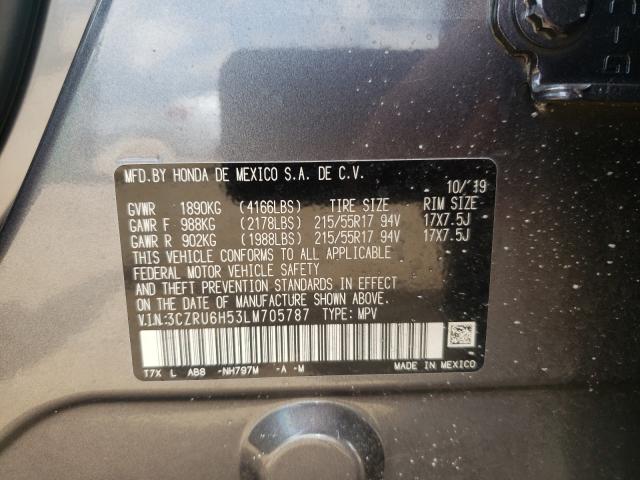 MFD.BY HONDA DE MEXICO S.A. DE C.V.
10/'19
GVWR 1890KG (4166LBS) TIRE SIZE RIM SIZE
GAWR F 988KG (2178LBS) 215/55R17 94V 17X7.5J
GAWR R 902KG (1988LBS) 215/55R17 94V 17X7.5J
THIS VEHICLE CONFORMS TO ALL APPLICABLE
FEDERAL MOTOR VEHICLE SAFETY
AND THEFT PREVENTION STANDARDS IN EFFECT
ON THE DATE OF MANUFACTURE SHOWN ABOVE.
V.I.N:3CZRU6H53LM705787 TYPE: MPV
T7X L AB8 -NH797M -A -M MADE IN MEXICO